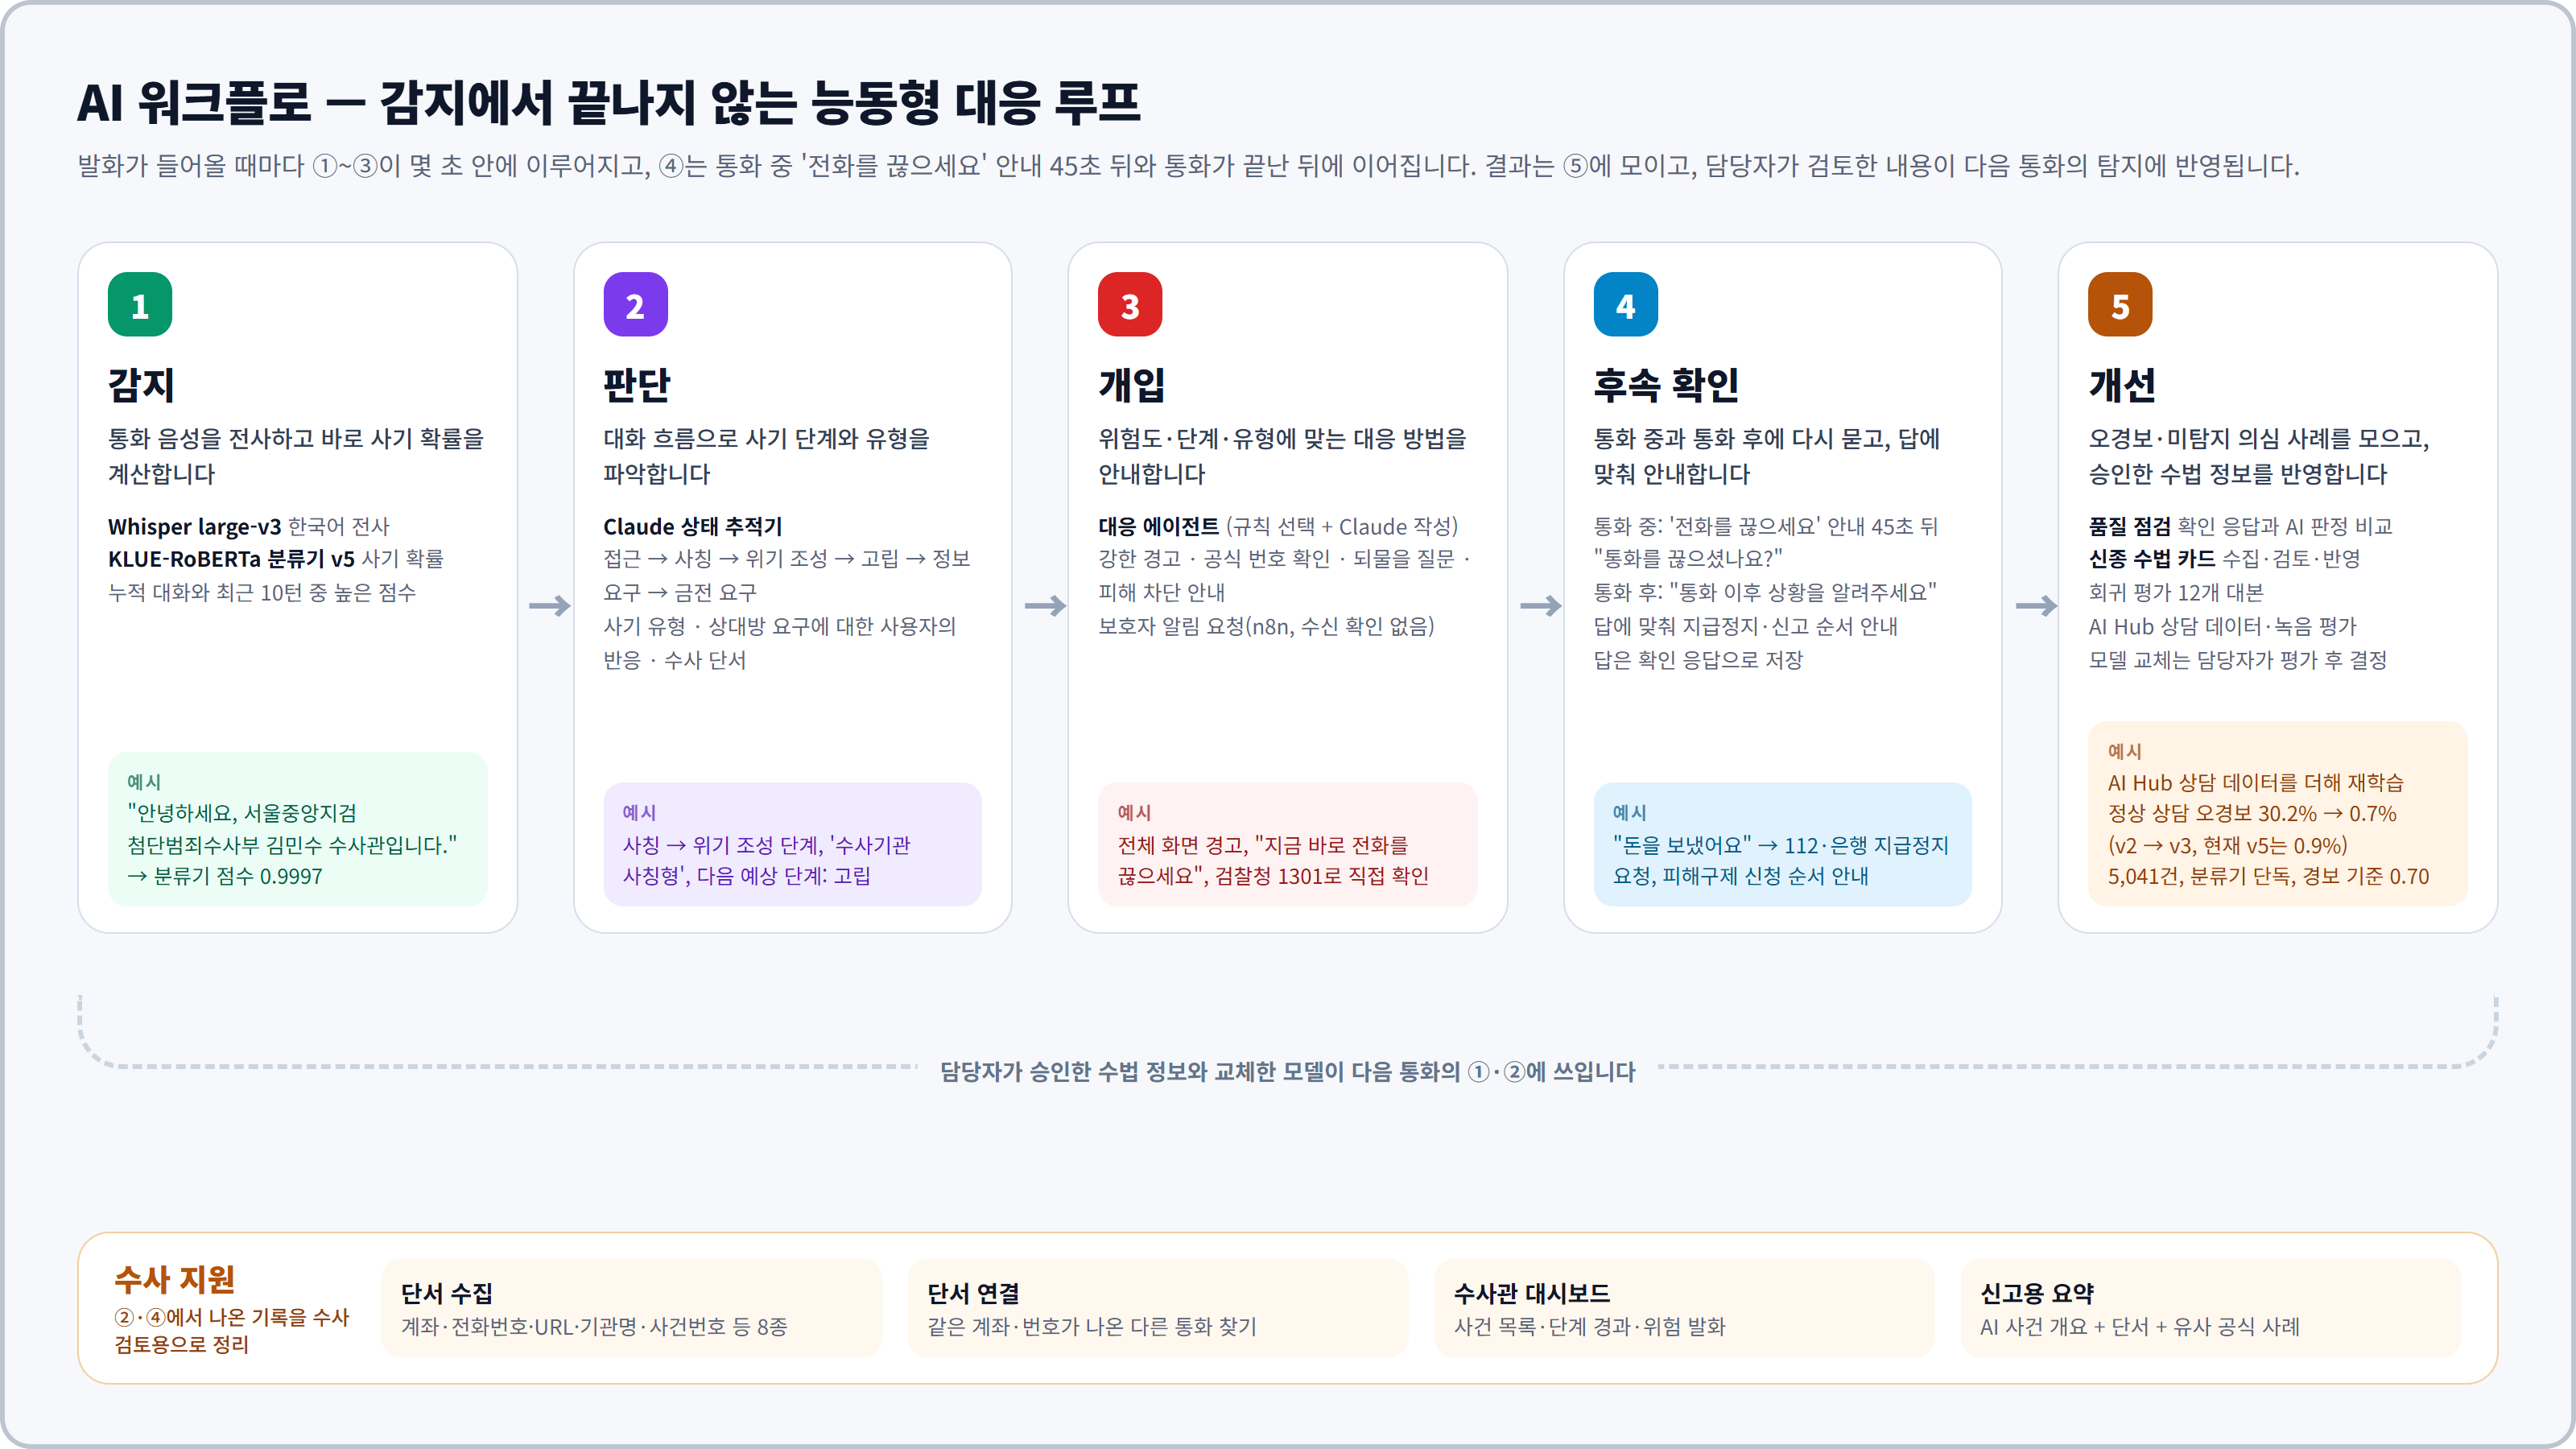 AI 워크플로 — 감지에서 끝나지 않는 능동형 대응 루프
발화가 들어올 때마다 ①~③이 몇 초 안에 이루어지고, ④는 통화 중 '전화를 끊으세요' 안내 45초 뒤와 통화가 끝난 뒤에 이어집니다. 결과는 ⑤에 모이고, 담당자가 검토한 내용이 다음 통화의 탐지에 반영됩니다.
1
감지
통화 음성을 전사하고 바로 사기 확률을
계산합니다
Whisper large-v3 한국어 전사
KLUE-RoBERTa 분류기 v5 사기 확률
누적 대화와 최근 10턴 중 높은 점수
예시
"안녕하세요, 서울중앙지검
첨단범죄수사부 김민수 수사관입니다."
→ 분류기 점수 0.9997
→
2
판단
대화 흐름으로 사기 단계와 유형을
파악합니다
Claude 상태 추적기
접근 → 사칭 → 위기 조성 → 고립 → 정보
요구 → 금전 요구
사기 유형 · 상대방 요구에 대한 사용자의
반응 · 수사 단서
예시
사칭 → 위기 조성 단계, '수사기관
사칭형', 다음 예상 단계: 고립
→
3
개입
위험도·단계·유형에 맞는 대응 방법을
안내합니다
대응 에이전트 (규칙 선택 + Claude 작성)
강한 경고 · 공식 번호 확인 · 되물을 질문 ·
피해 차단 안내
보호자 알림 요청(n8n, 수신 확인 없음)
예시
전체 화면 경고, "지금 바로 전화를
끊으세요", 검찰청 1301로 직접 확인
→
4
후속 확인
통화 중과 통화 후에 다시 묻고, 답에
맞춰 안내합니다
통화 중: '전화를 끊으세요' 안내 45초 뒤
"통화를 끊으셨나요?"
통화 후: "통화 이후 상황을 알려주세요"
답에 맞춰 지급정지·신고 순서 안내
답은 확인 응답으로 저장
예시
"돈을 보냈어요" → 112·은행 지급정지
요청, 피해구제 신청 순서 안내
→
5
개선
오경보·미탐지 의심 사례를 모으고,
승인한 수법 정보를 반영합니다
품질 점검 확인 응답과 AI 판정 비교
신종 수법 카드 수집·검토·반영
회귀 평가 12개 대본
AI Hub 상담 데이터·녹음 평가
모델 교체는 담당자가 평가 후 결정
예시
AI Hub 상담 데이터를 더해 재학습
정상 상담 오경보 30.2% → 0.7%
(v2 → v3, 현재 v5는 0.9%)
5,041건, 분류기 단독, 경보 기준 0.70
담당자가 승인한 수법 정보와 교체한 모델이 다음 통화의 ①·②에 쓰입니다
수사 지원
②·④에서 나온 기록을 수사
검토용으로 정리
단서 수집
계좌·전화번호·URL·기관명·사건번호 등 8종
단서 연결
같은 계좌·번호가 나온 다른 통화 찾기
수사관 대시보드
사건 목록·단계 경과·위험 발화
신고용 요약
AI 사건 개요 + 단서 + 유사 공식 사례